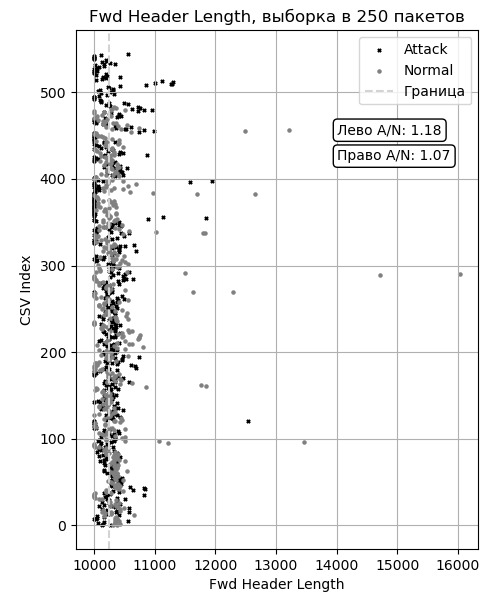 Fwd Header Length, выборка в 250 пакетов
Attack
Normal
Граница
Лево A/N: 1.18
Право A/N: 1.07
500
400
300
200
100
0
CSV Index
10000 11000 12000 13000 14000 15000 16000
Fwd Header Length